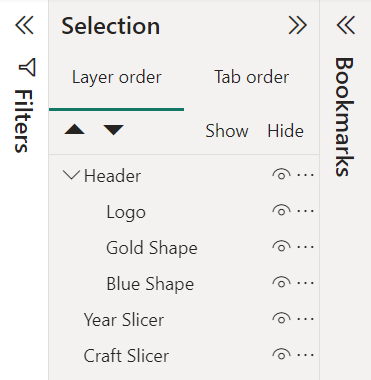 Filters
Selection
Layer order Tab order
Show Hide
Header
Logo
Gold Shape
Blue Shape
Year Slicer
Craft Slicer
Bookmarks